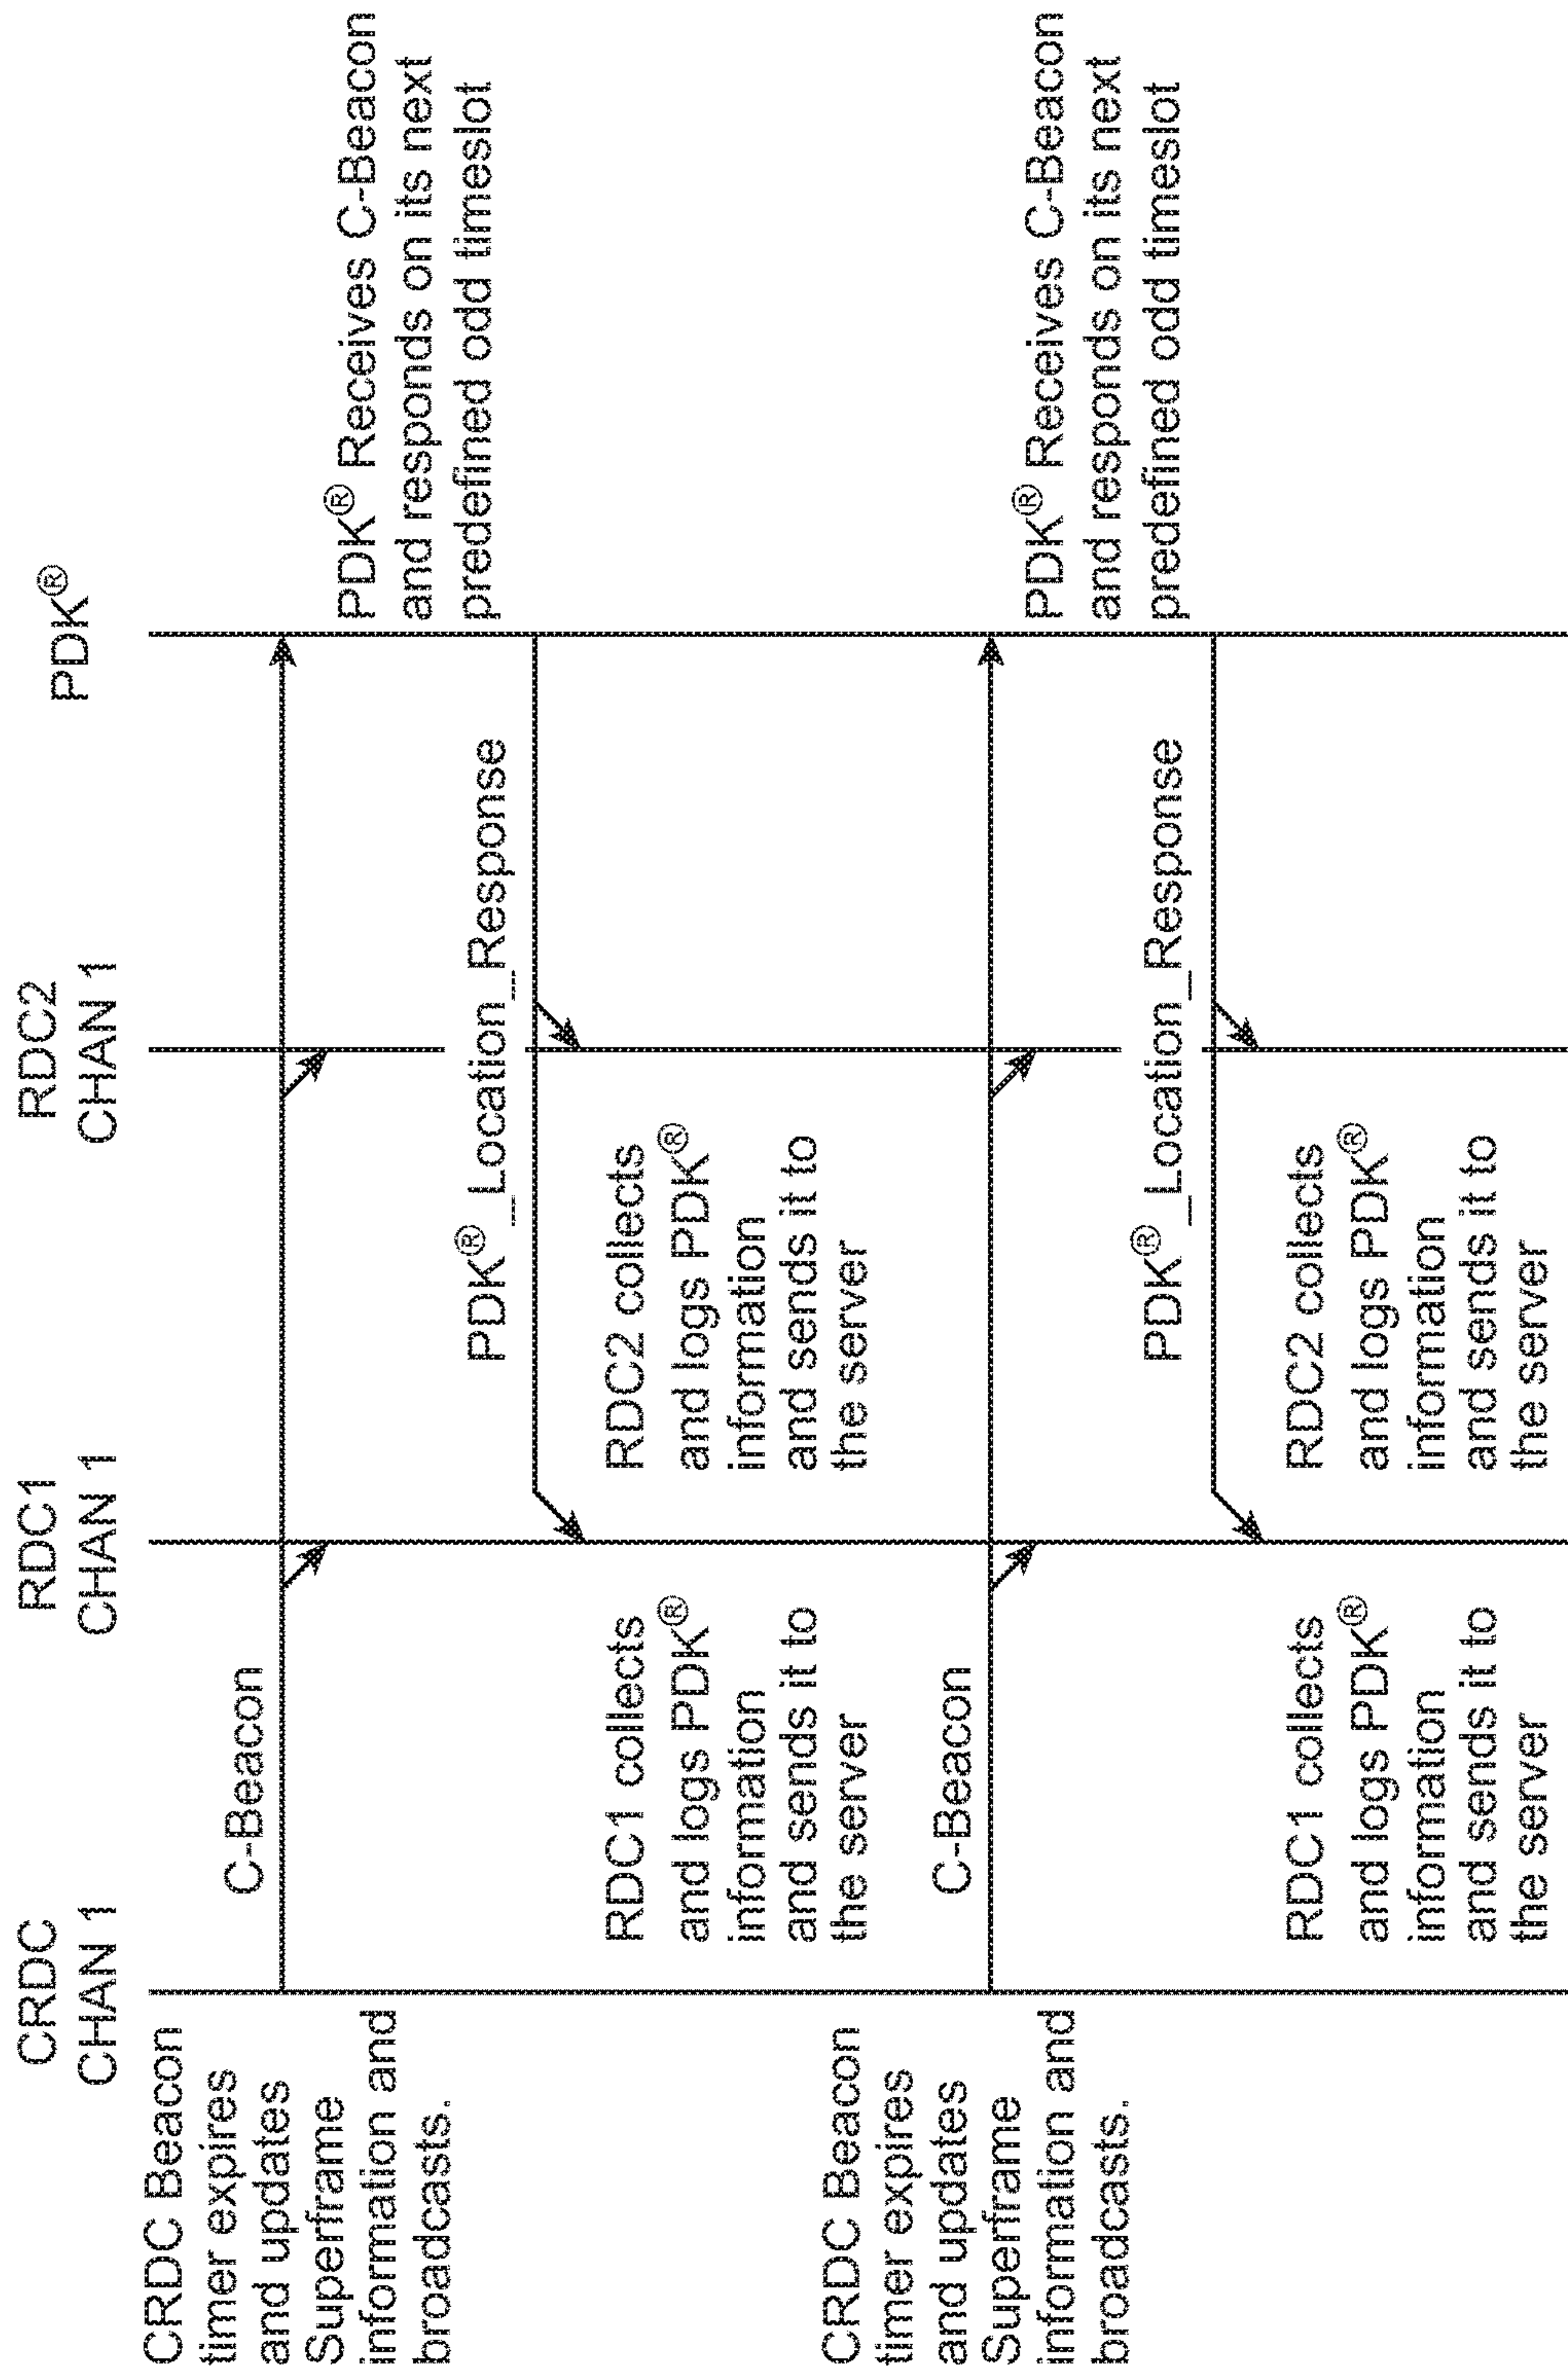 CRDC
CHAN 1
RDC1
CHAN 1
RDC2
CHAN 1
PDK®
CRDC Beacon
timer expires
and updates
Superframe
information and
broadcasts.
C-Beacon
PDK® Receives C-Beacon
and responds on its next
predefined odd timeslot
PDK®_Location_Response
RDC1 collects
and logs PDK®
information
and sends it to
the server
RDC2 collects
and logs PDK®
information
and sends it to
the server
CRDC Beacon
timer expires
and updates
Superframe
information and
broadcasts.
C-Beacon
PDK® Receives C-Beacon
and responds on its next
predefined odd timeslot
PDK®_Location_Response
RDC1 collects
and logs PDK®
information
and sends it to
the server
RDC2 collects
and logs PDK®
information
and sends it to
the server